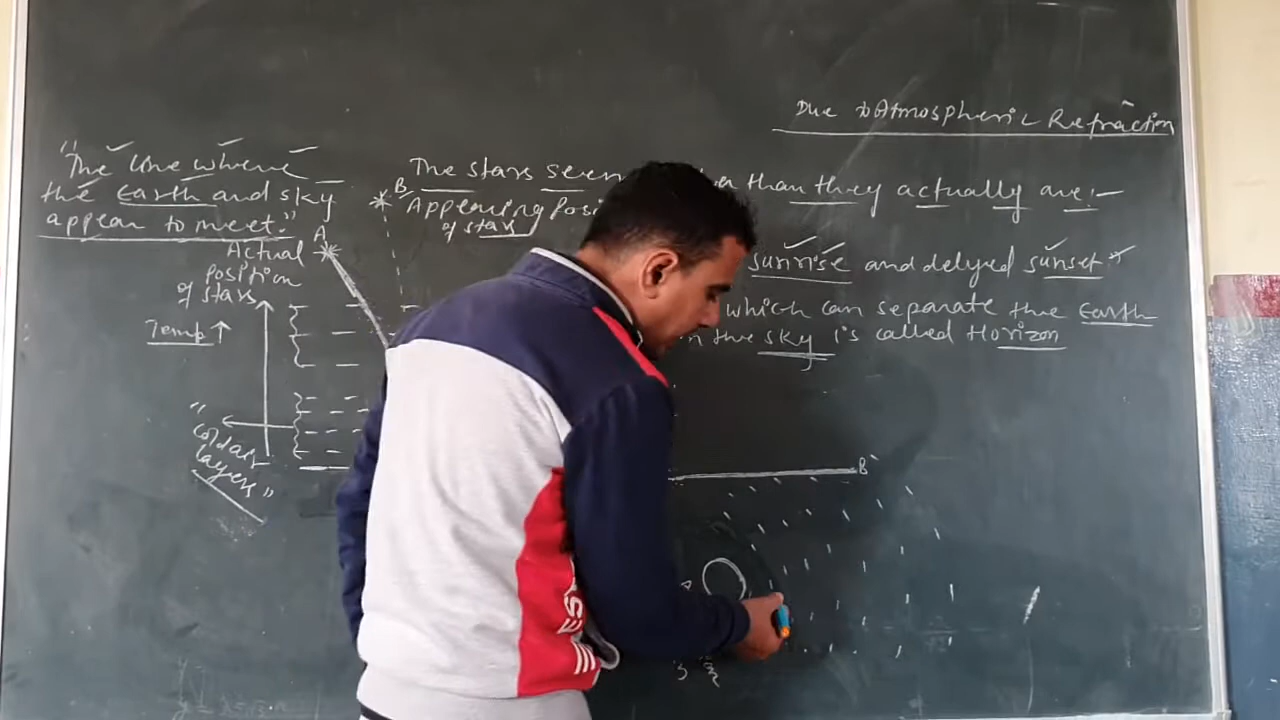 Due to Atmospheric Refraction
"The line where
the Earth and sky
appear to meet."
The stars seem than they actually are:-
B
Appearing Posi
of stars
A
Actual
Position
of stars
Temp ↑
sunrise and delyed sunset
which can separate the Earth
the sky is called Horizon
"Coldar
layers"
B'